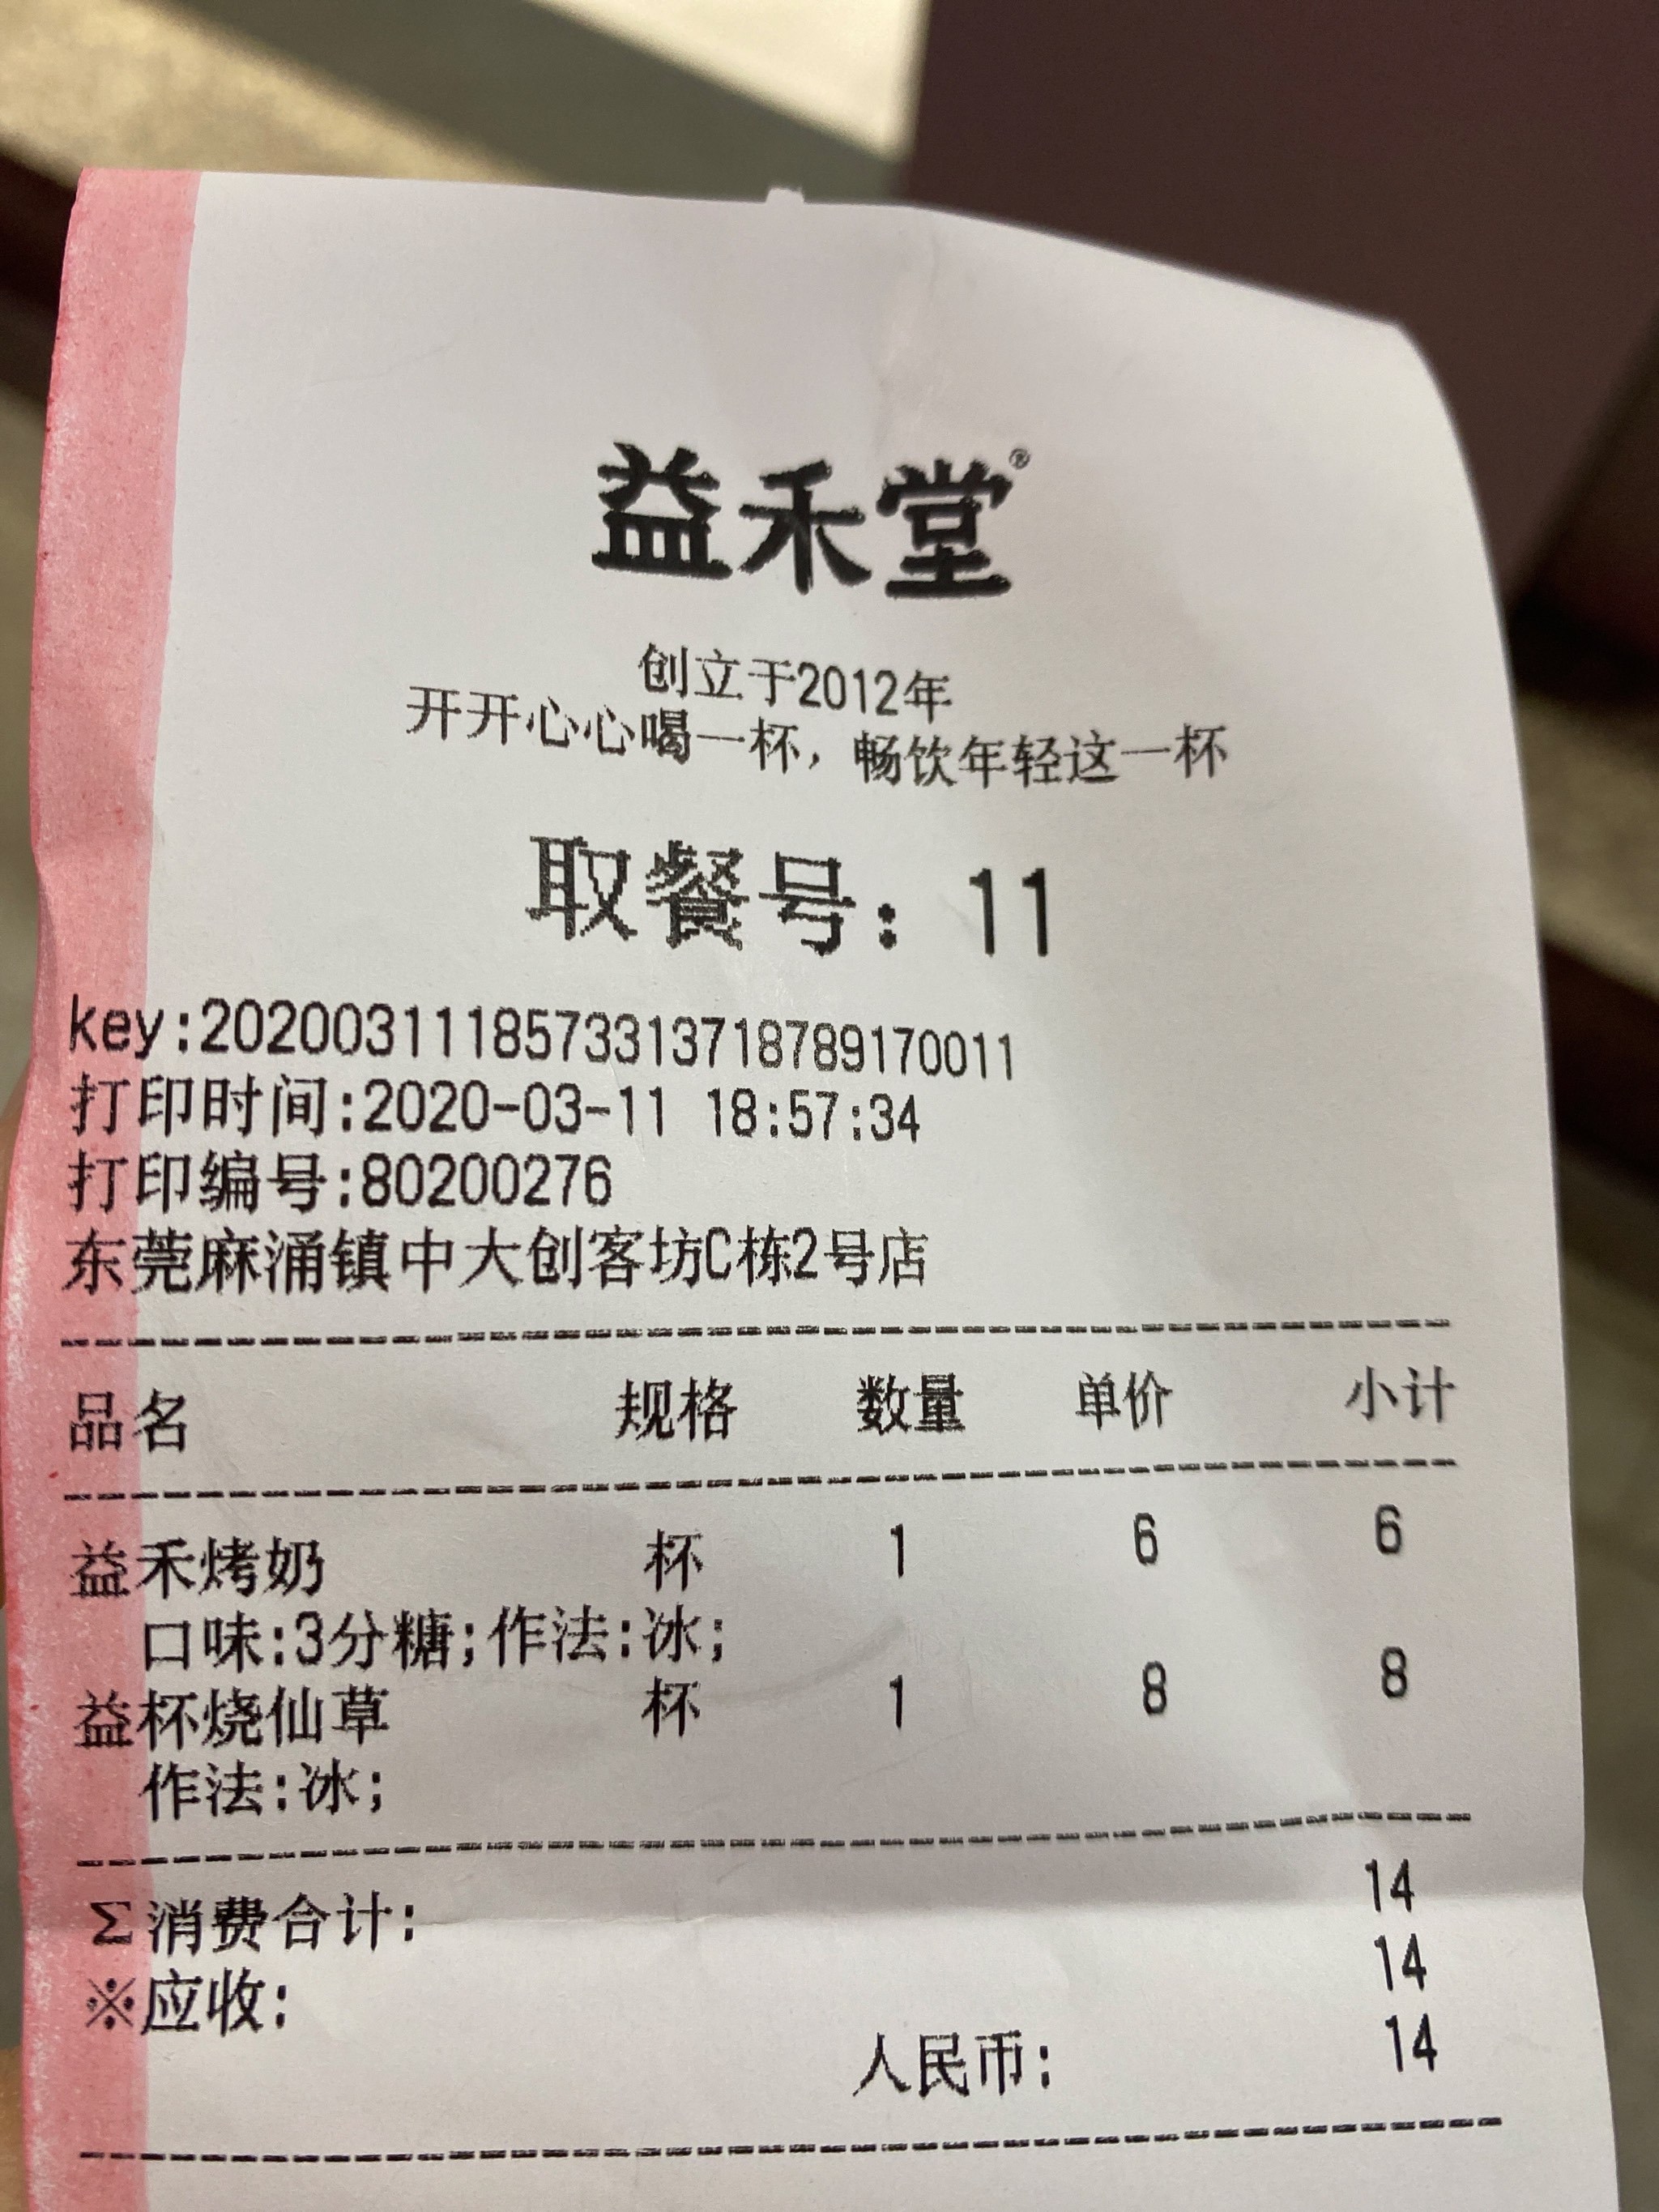 益禾堂®
创立于2012年
开开心心喝一杯，畅饮年轻这一杯
取餐号：11
key:20200311185733137187891​70011
打印时间:2020-03-11 18:57:34
打印编号:80200276
东莞麻涌镇中大创客坊C栋2号店
品名 规格 数量 单价 小计
益禾烤奶 杯 1 6 6
口味:3分糖;作法:冰;
益杯烧仙草 杯 1 8 8
作法:冰;
Σ消费合计: 14
※应收: 14
人民币: 14